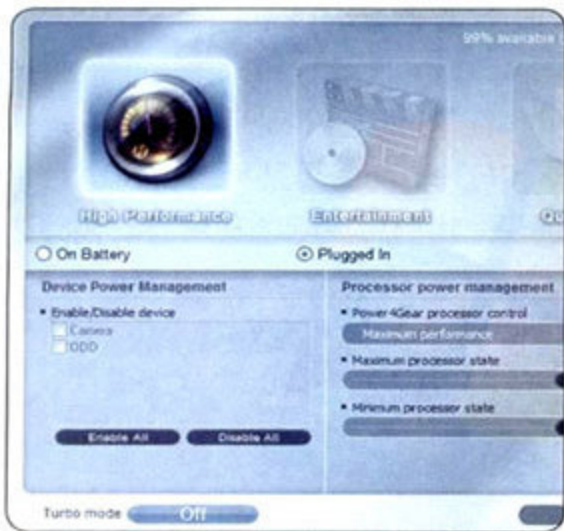 99% available
High Performance
Entertainment
On Battery
Plugged In
Device Power Management
Enable/Disable device
Camera
ODD
Enable All
Disable All
Processor power management
Power4Gear processor control
Maximum performance
Maximum processor state
Minimum processor state
Turbo mode
Off